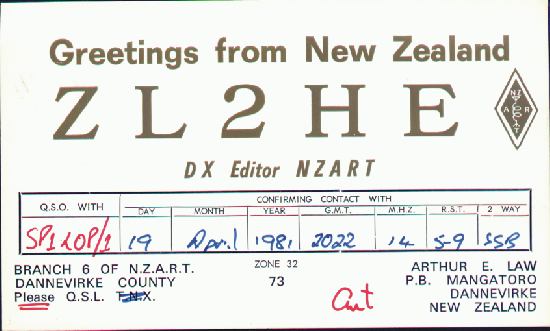 Greetings from New Zealand
ZL2HE
NZART
DX Editor NZART
Q.S.O. WITH CONFIRMING CONTACT WITH
DAY MONTH YEAR G.M.T. M.H.Z. R.S.T. 2 WAY
SP1LOP/1 19 April 1981 2022 14 5-9 SSB
BRANCH 6 OF N.Z.A.R.T. ZONE 32 ARTHUR E. LAW
DANNEVIRKE COUNTY 73 P.B. MANGATORO
Please Q.S.L. T.N.X. Art DANNEVIRKE
NEW ZEALAND